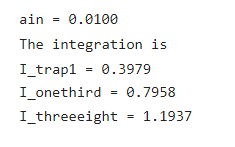 ain = 0.0100
The integration is
I_trap1 = 0.3979
I_onethird = 0.7958
I_threeeight = 1.1937